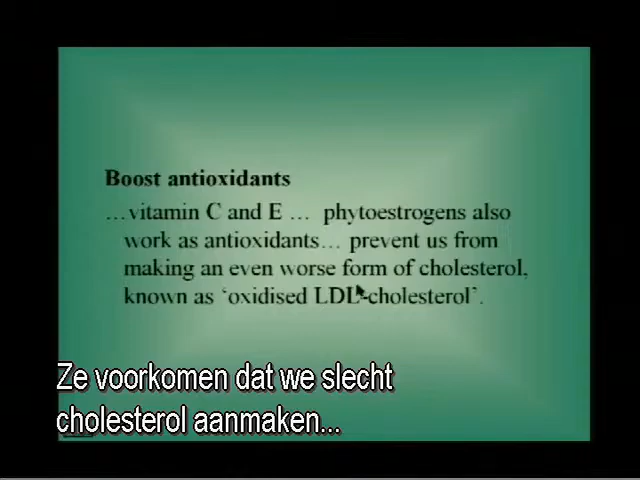 Boost antioxidants
…vitamin C and E … phytoestrogens also
work as antioxidants… prevent us from
making an even worse form of cholesterol,
known as ‘oxidised LDL-cholesterol’.
Ze voorkomen dat we slecht
cholesterol aanmaken...